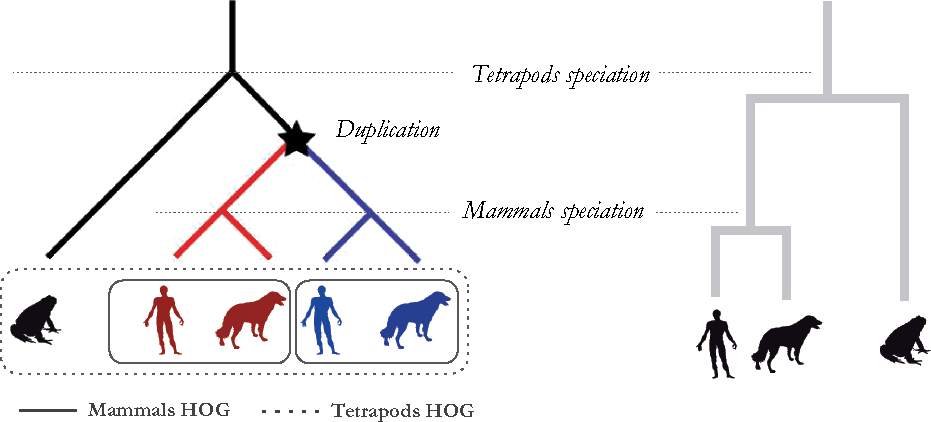 Tetrapods speciation
Duplication
Mammals speciation
Mammals HOG
Tetrapods HOG